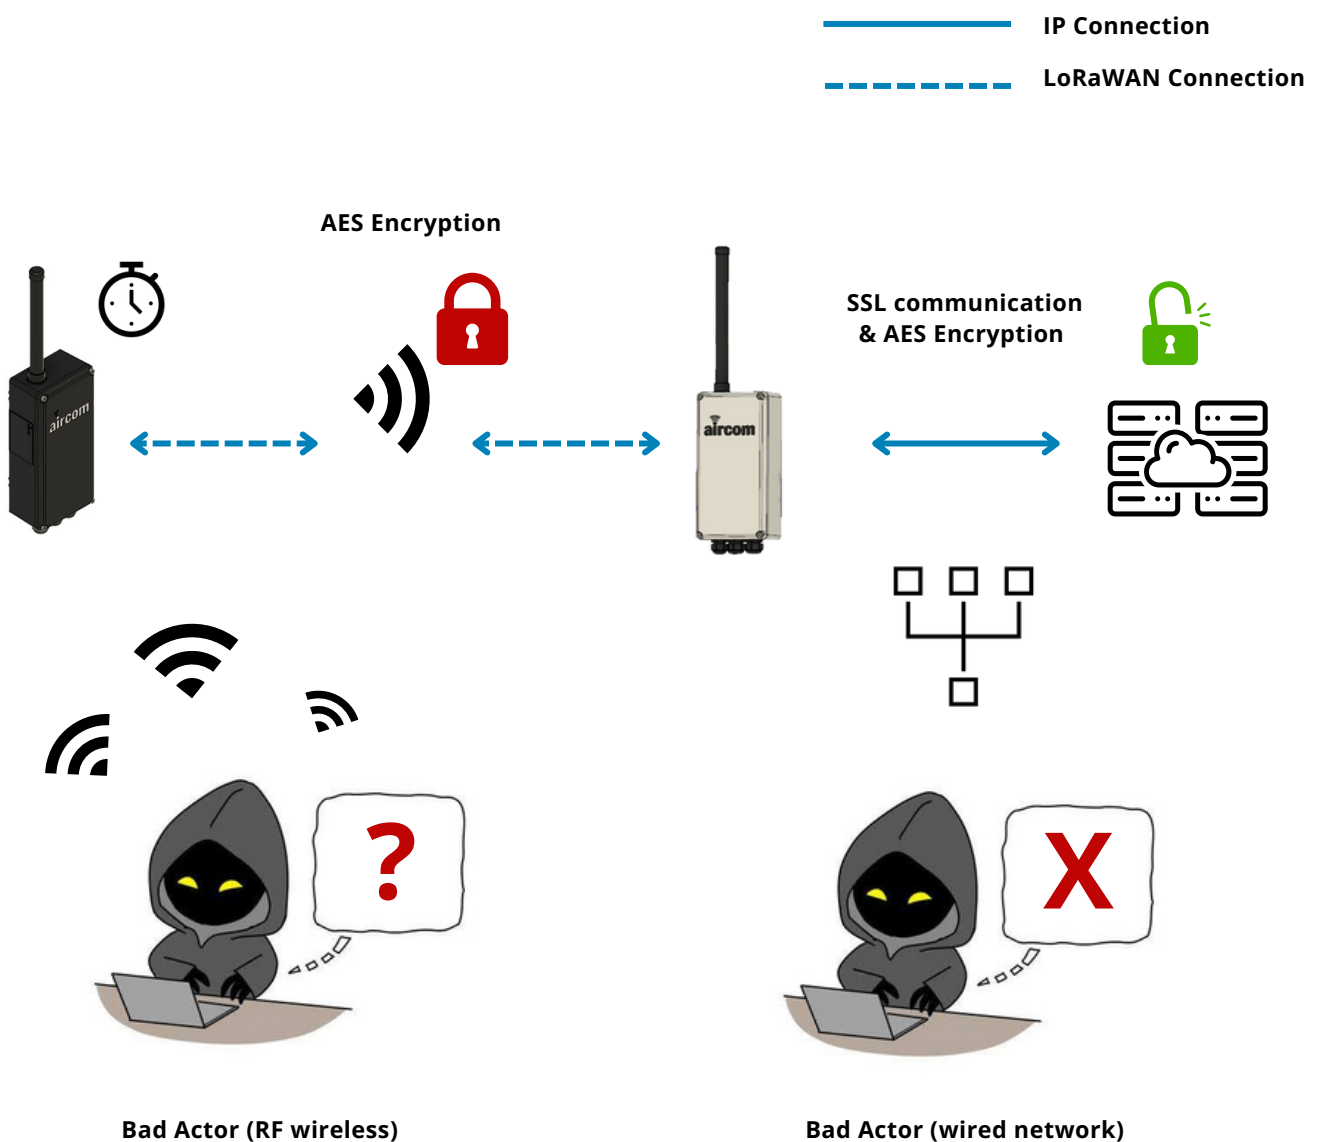 IP Connection
LoRaWAN Connection
AES Encryption
SSL communication
& AES Encryption
aircom
aircom
?
X
Bad Actor (RF wireless)
Bad Actor (wired network)